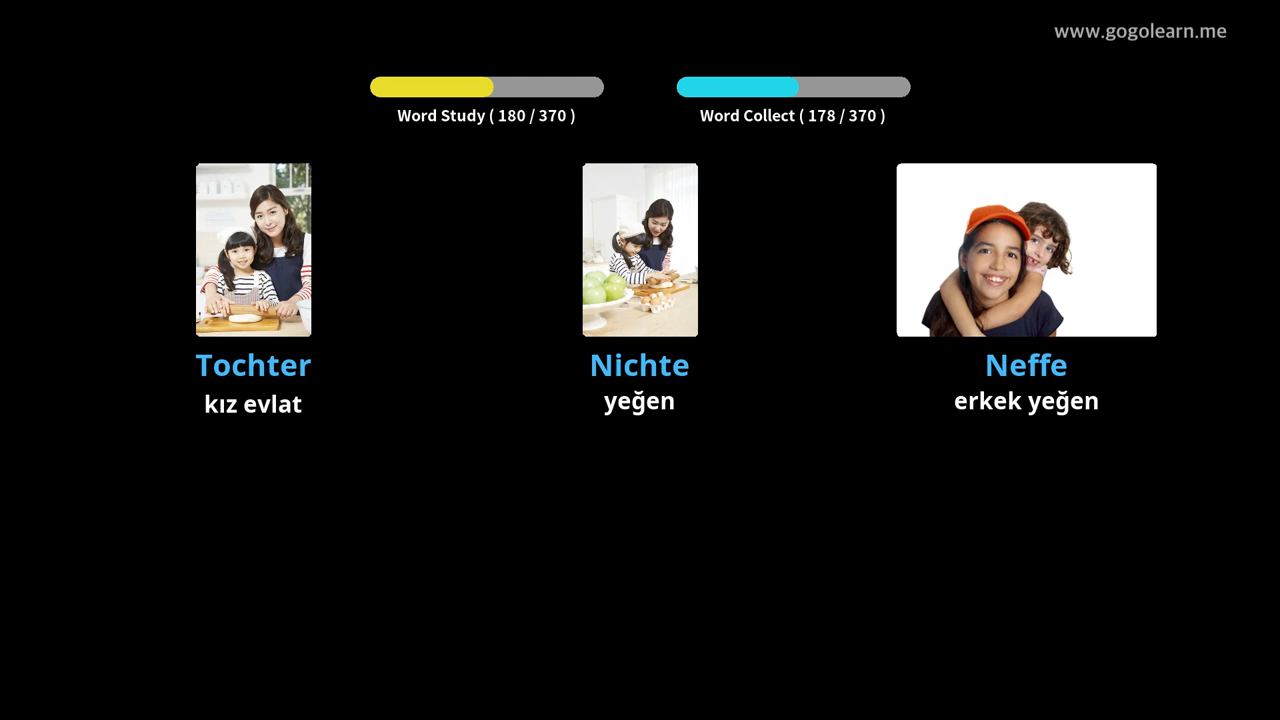 www.gogolearn.me
Word Study ( 180 / 370 )
Word Collect ( 178 / 370 )
Tochter
kız evlat
Nichte
yeğen
Neffe
erkek yeğen